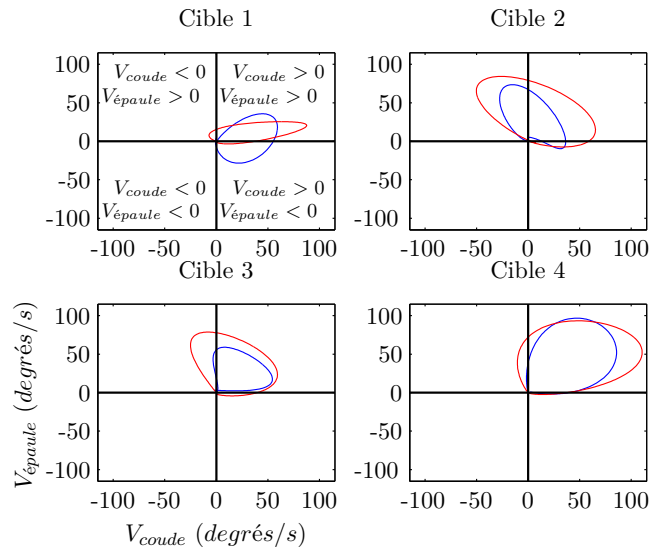 Cible 1
Cible 2
100
50
0
-50
-100
V_coude < 0
V_épaule > 0
V_coude > 0
V_épaule > 0
V_coude < 0
V_épaule < 0
V_coude > 0
V_épaule < 0
-100 -50 0 50 100
100
50
0
-50
-100
-100 -50 0 50 100
Cible 3
Cible 4
100
50
0
-50
-100
-100 -50 0 50 100
100
50
0
-50
-100
-100 -50 0 50 100
V_épaule (degrés/s)
V_coude (degrés/s)